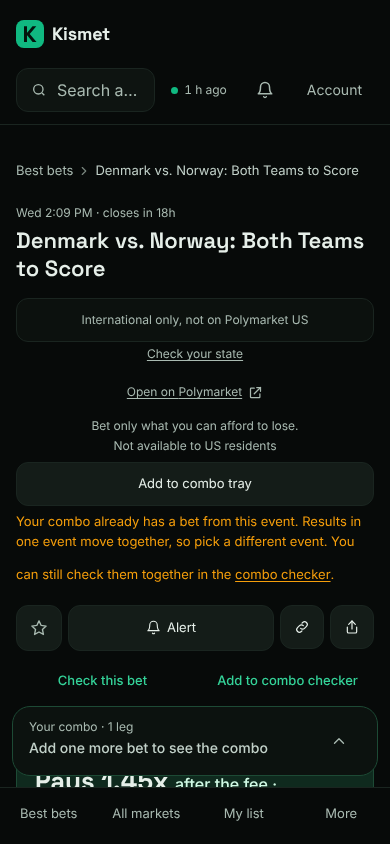 Kismet
Search a...
1 h ago
Account
Best bets > Denmark vs. Norway: Both Teams to Score
Wed 2:09 PM · closes in 18h
Denmark vs. Norway: Both Teams
to Score
International only, not on Polymarket US
Check your state
Open on Polymarket
Bet only what you can afford to lose.
Not available to US residents
Add to combo tray
Your combo already has a bet from this event. Results in
one event move together, so pick a different event. You
can still check them together in the combo checker.
Alert
Check this bet
Add to combo checker
Your combo · 1 leg
Add one more bet to see the combo
Pays 1.45x after the fee ·
Best bets
All markets
My list
More